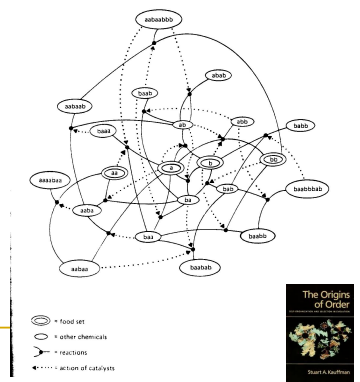 aabaabbb
abab
baab
aabaab
ab
abb
babb
baaa
b
bb
aa
a
aaaabaa
bab
baabbbab
ba
aaba
baa
baabb
aabaa
baabab
= food set
= other chemicals
= reactions
= action of catalysts
The Origins
of Order
Stuart A. Kauffman